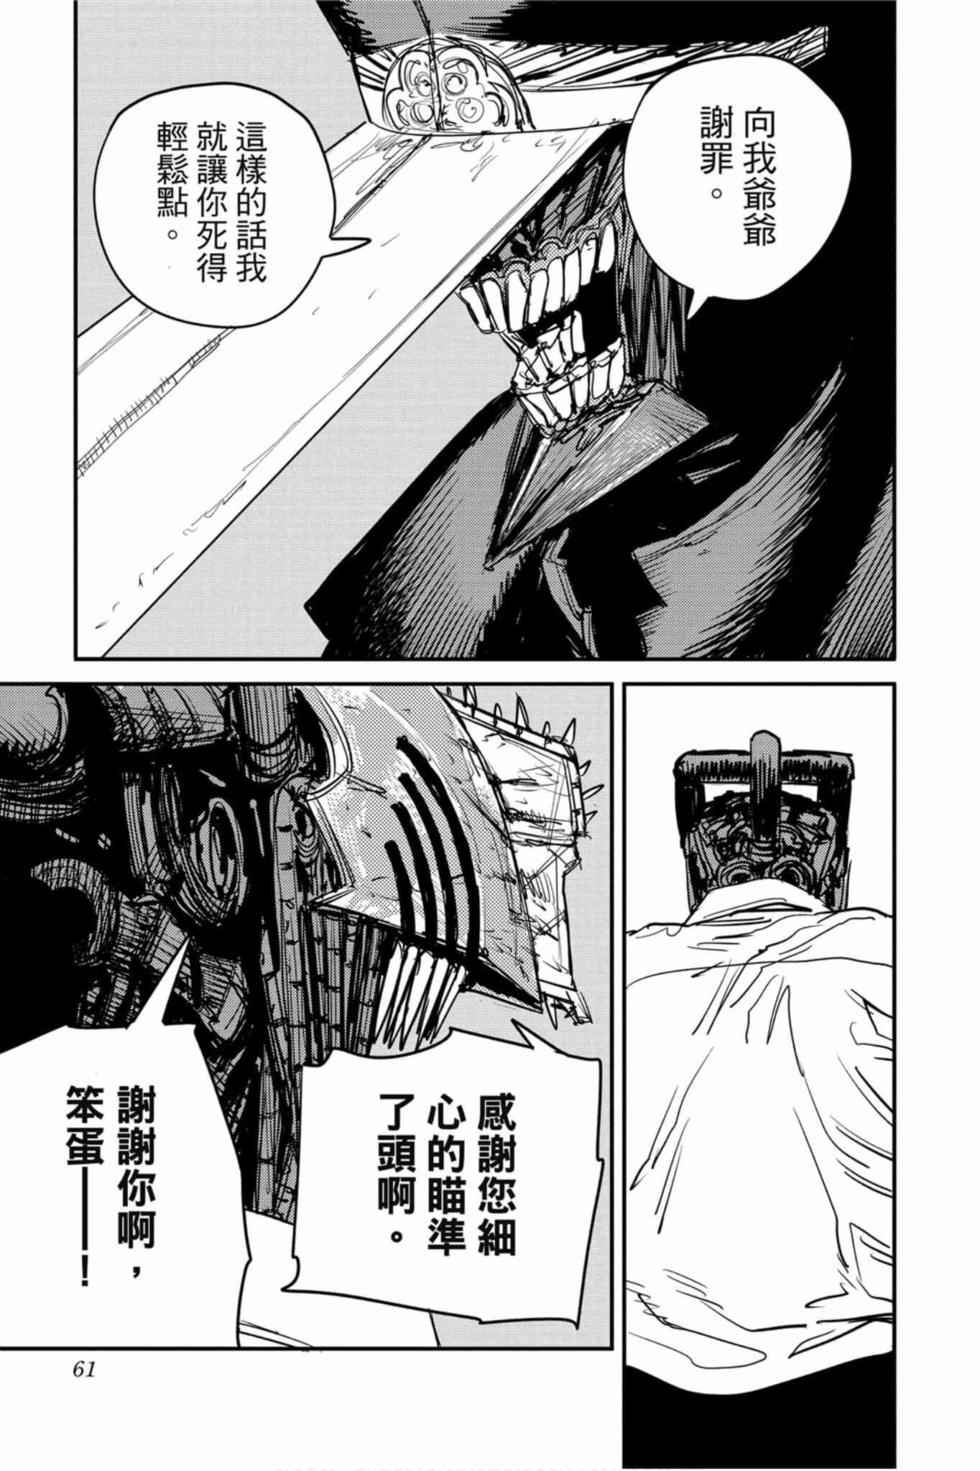 向我爺爺
謝罪。
這樣的話我
就讓你死得
輕鬆點。
感謝您細
心的瞄準
了頭啊。
謝謝你啊，
笨蛋——！
61